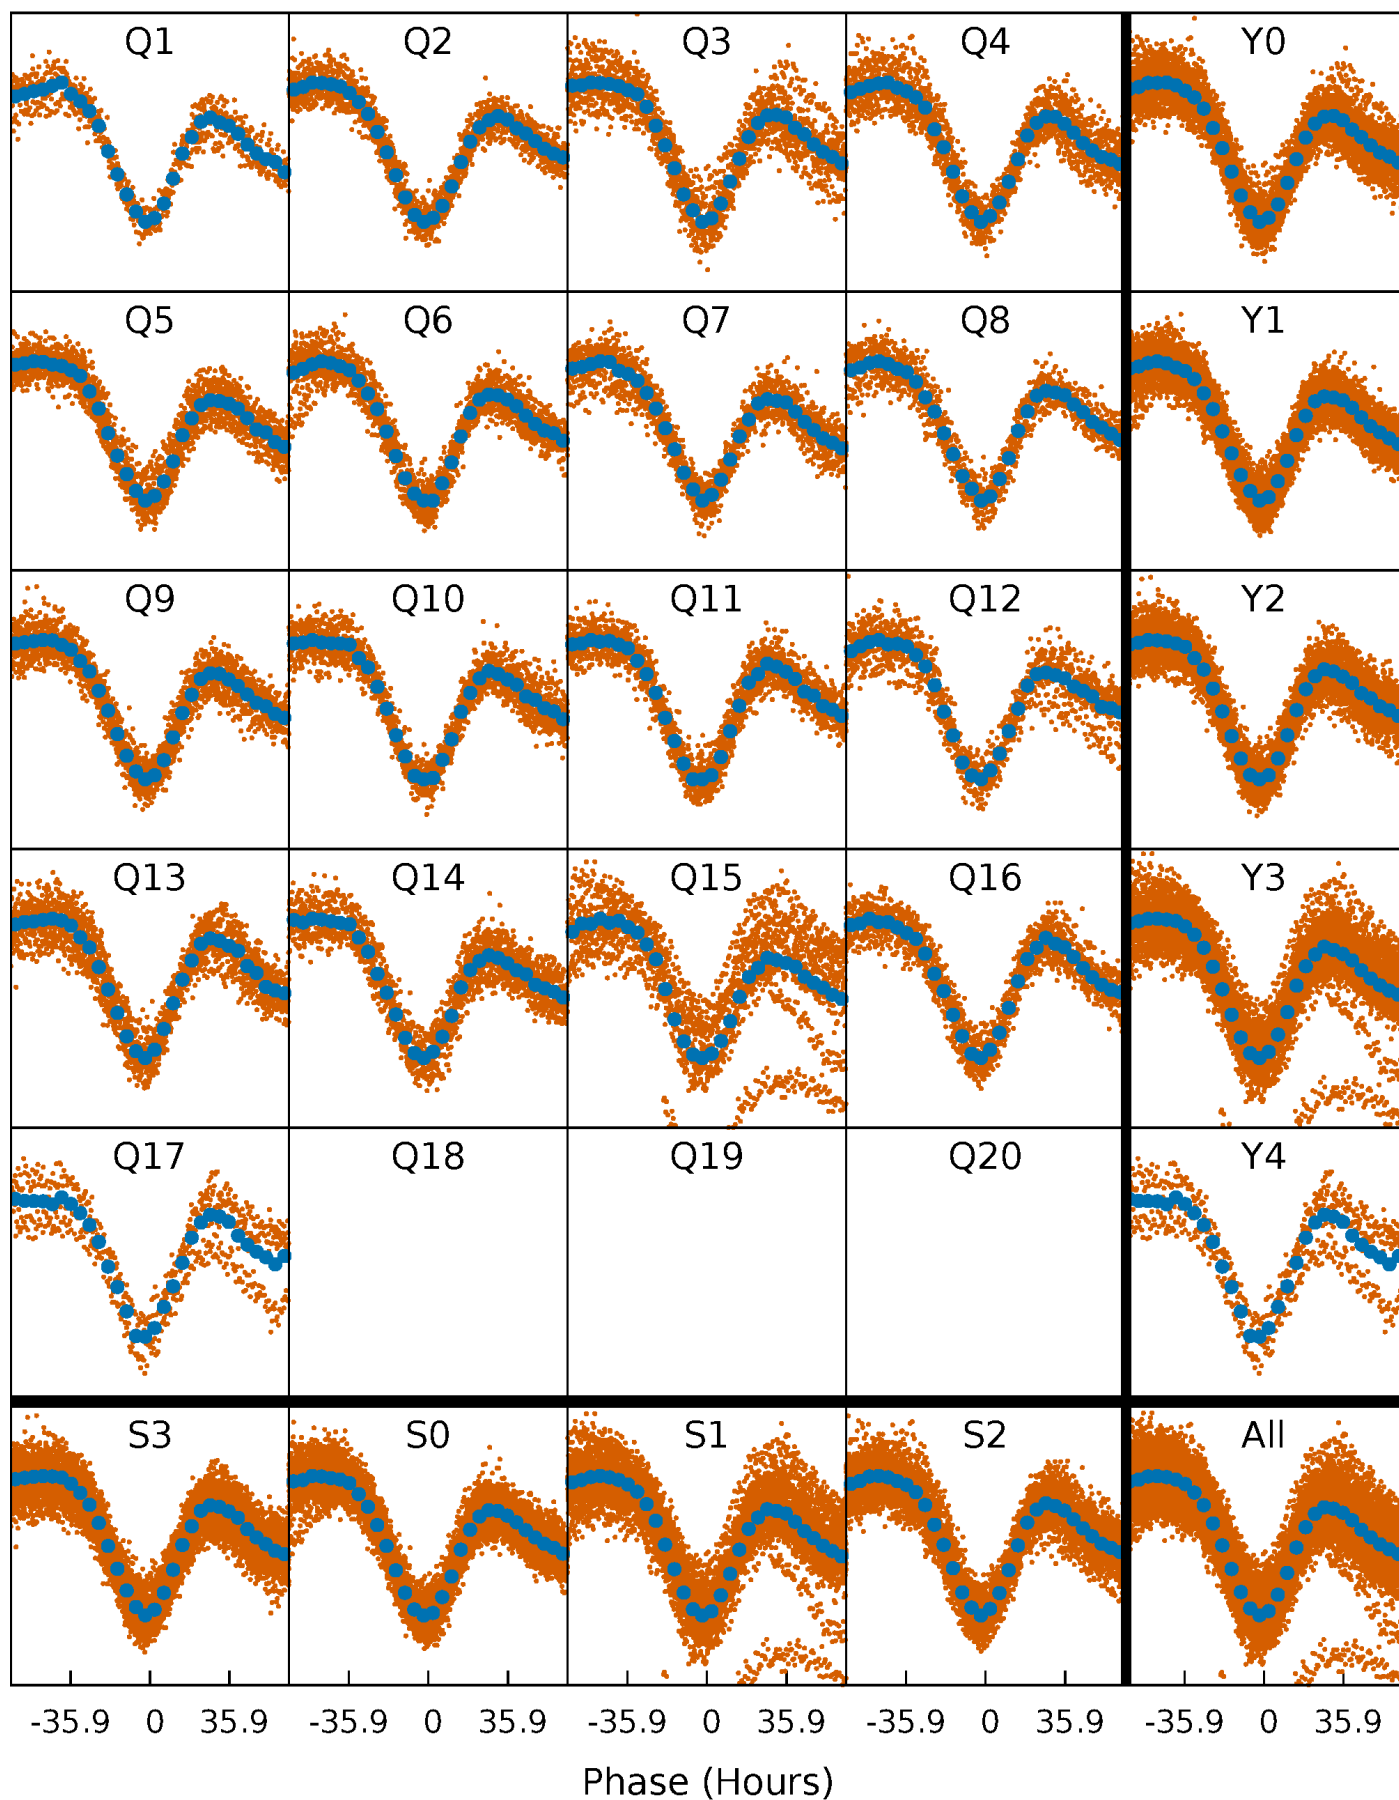 Q1 Q2 Q3 Q4 Y0
Q5 Q6 Q7 Q8 Y1
Q9 Q10 Q11 Q12 Y2
Q13 Q14 Q15 Q16 Y3
Q17 Q18 Q19 Q20 Y4
S3 S0 S1 S2 All
-35.9 0 35.9 -35.9 0 35.9 -35.9 0 35.9 -35.9 0 35.9 -35.9 0 35.9
Phase (Hours)